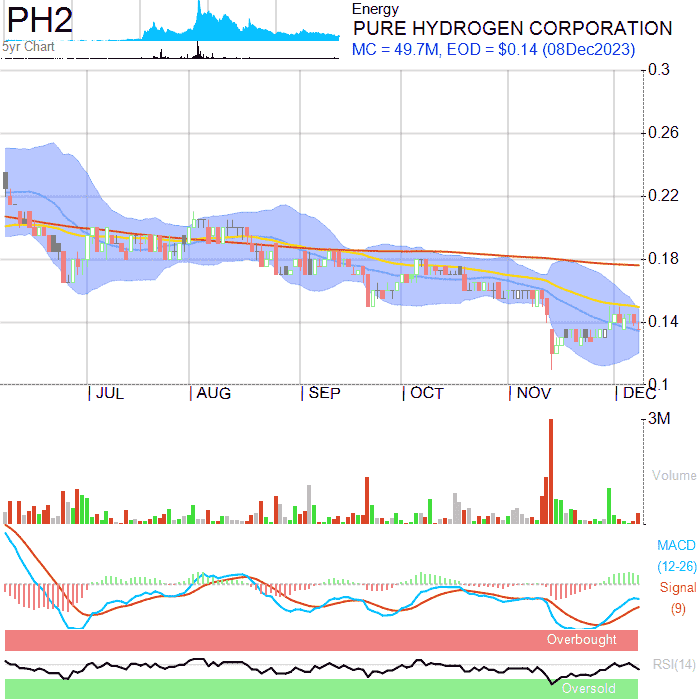 PH2
5yr Chart
Energy
PURE HYDROGEN CORPORATION
MC = 49.7M, EOD = $0.14 (08Dec2023)
0.3
0.26
0.22
0.18
0.14
0.1
JUL AUG SEP OCT NOV DEC
3M
Volume
MACD
(12-26)
Signal
(9)
Overbought
RSI(14)
Oversold